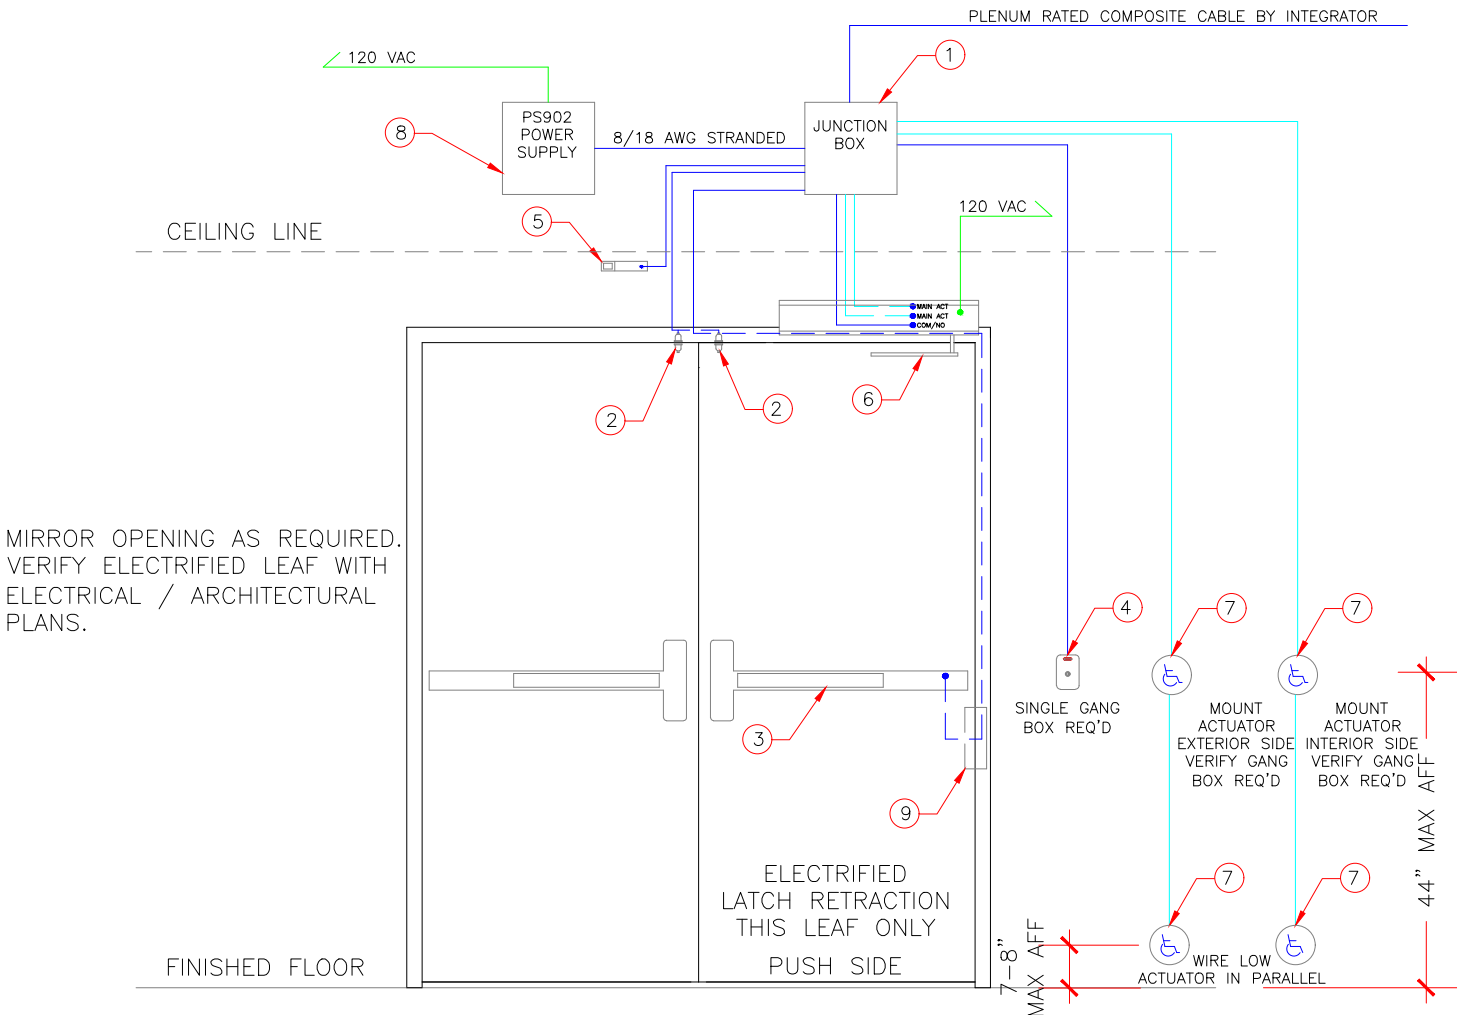 PLENUM RATED COMPOSITE CABLE BY INTEGRATOR
120 VAC
1
PS902
POWER
SUPPLY
8
8/18 AWG STRANDED
JUNCTION
BOX
5
120 VAC
CEILING LINE
MAIN ACT
MAIN ACT
COM/NO
2
2
6
MIRROR OPENING AS REQUIRED.
VERIFY ELECTRIFIED LEAF WITH
ELECTRICAL / ARCHITECTURAL
PLANS.
4
7
7
SINGLE GANG
BOX REQ'D
MOUNT
ACTUATOR
EXTERIOR SIDE
VERIFY GANG
BOX REQ'D
MOUNT
ACTUATOR
INTERIOR SIDE
VERIFY GANG
BOX REQ'D
3
9
44" MAX AFF
ELECTRIFIED
LATCH RETRACTION
THIS LEAF ONLY
PUSH SIDE
7
7
7-8"
MAX AFF
WIRE LOW
ACTUATOR IN PARALLEL
FINISHED FLOOR